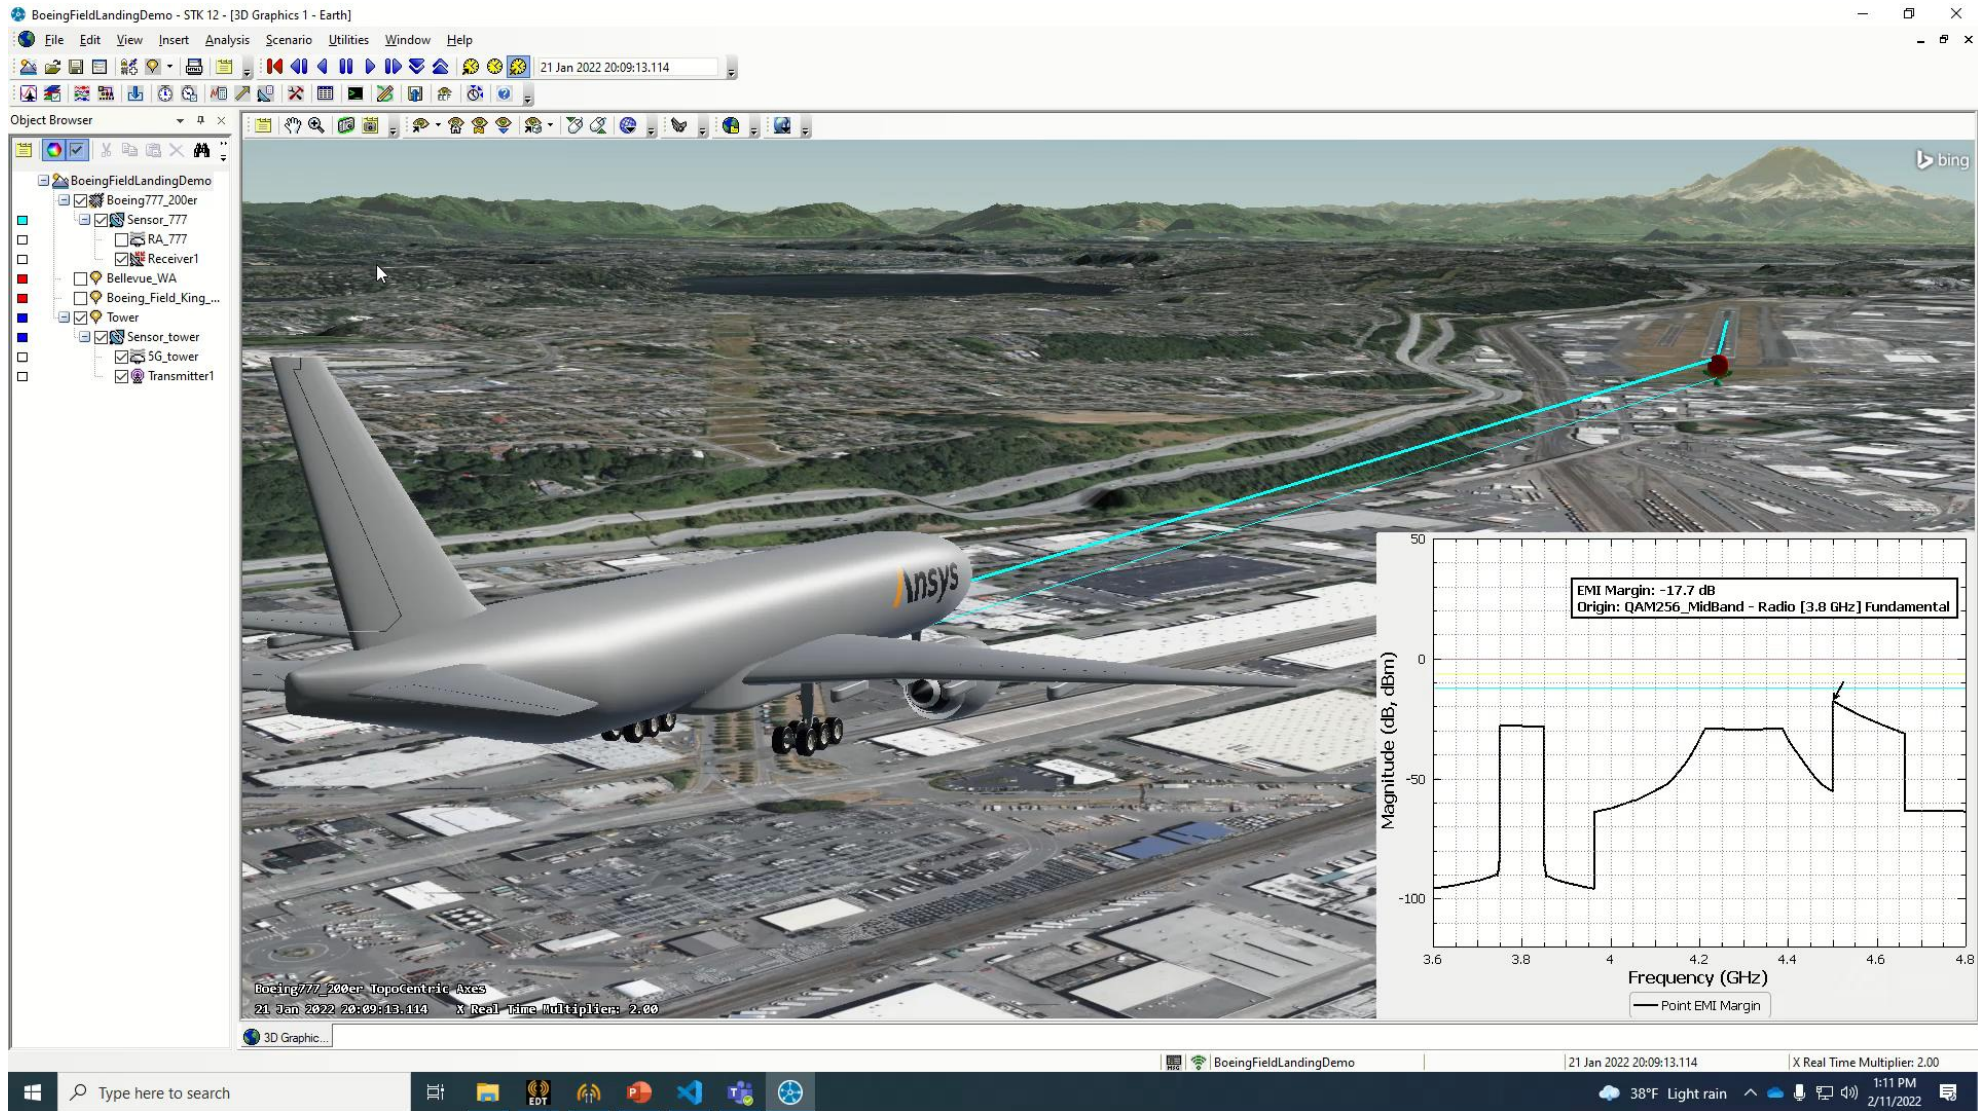 BoeingFieldLandingDemo - STK 12 - [3D Graphics 1 - Earth]
File Edit View Insert Analysis Scenario Utilities Window Help
21 Jan 2022 20:09:13.114
Object Browser
BoeingFieldLandingDemo
Boeing777_200er
Sensor_777
RA_777
Receiver1
Bellevue_WA
Boeing_Field_King_...
Tower
Sensor_tower
5G_tower
Transmitter1
bing
Ansys
EMI Margin: -17.7 dB
Origin: QAM256_MidBand - Radio [3.8 GHz] Fundamental
50
0
-50
-100
Magnitude (dB, dBm)
3.6 3.8 4 4.2 4.4 4.6 4.8
Frequency (GHz)
Point EMI Margin
Boeing777_200er TopoCentric Axes
21 Jan 2022 20:09:13.114 X Real Time Multiplier: 2.00
3D Graphic...
BoeingFieldLandingDemo 21 Jan 2022 20:09:13.114 X Real Time Multiplier: 2.00
Type here to search
EDT
38°F Light rain
1:11 PM
2/11/2022